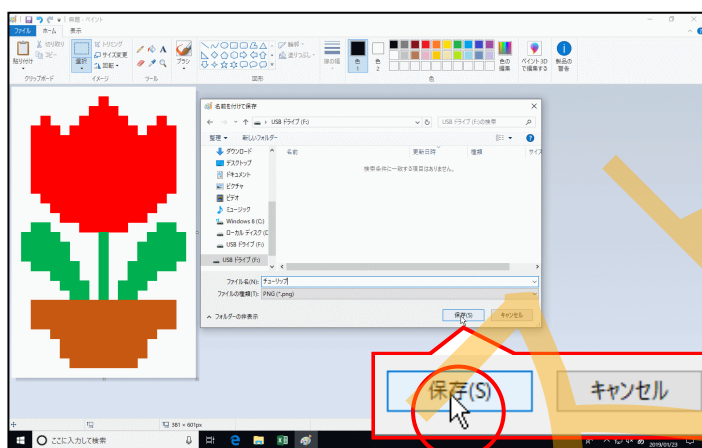 無題 - ペイント
ファイル ホーム 表示
貼り付け
切り取り
コピー
クリップボード
選択
トリミング
サイズ変更
回転
イメージ
A
ツール
ブラシ
図形
輪郭
塗りつぶし
線の幅
色
1
色
2
色の
編集
色
ペイント 3D
で編集する
製品の
警告
名前を付けて保存
USB ドライブ (F:)
USB ドライブ (F:)の検索
整理 新しいフォルダー
ダウンロード
デスクトップ
ドキュメント
ピクチャ
ビデオ
ミュージック
Windows 8 (C:)
ローカル ディスク (C
USB ドライブ (F:)
USB ドライブ (F:)
名前 更新日時 種類 サイズ
検索条件に一致する項目はありません。
ファイル名(N): チューリップ
ファイルの種類(T): PNG (*.png)
フォルダーの非表示
保存(S) キャンセル
保存(S) キャンセル
381 × 601px
ここに入力して検索
2019/01/23